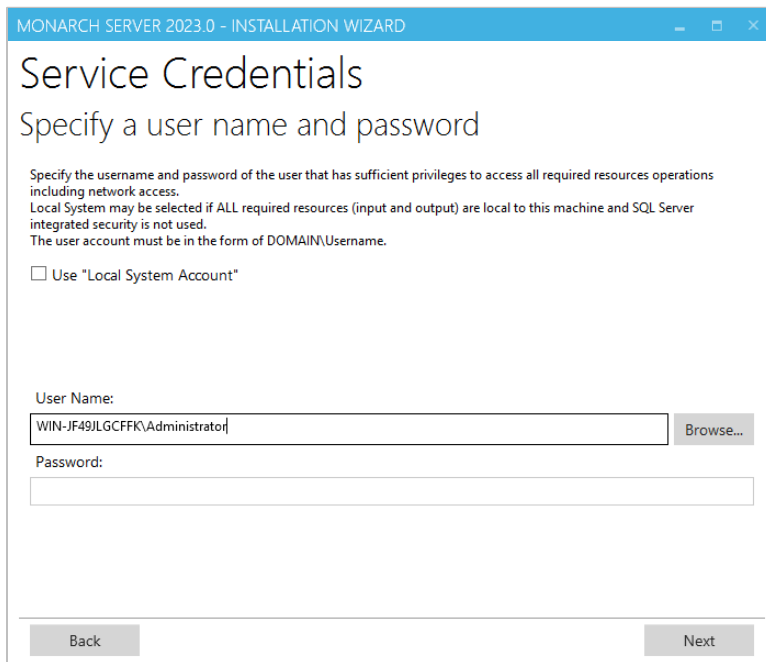 MONARCH SERVER 2023.0 - INSTALLATION WIZARD
Service Credentials
Specify a user name and password
Specify the username and password of the user that has sufficient privileges to access all required resources operations
including network access.
Local System may be selected if ALL required resources (input and output) are local to this machine and SQL Server
integrated security is not used.
The user account must be in the form of DOMAIN\Username.
Use "Local System Account"
User Name:
WIN-JF49JLGCFFK\Administrator
Browse...
Password:
Back
Next